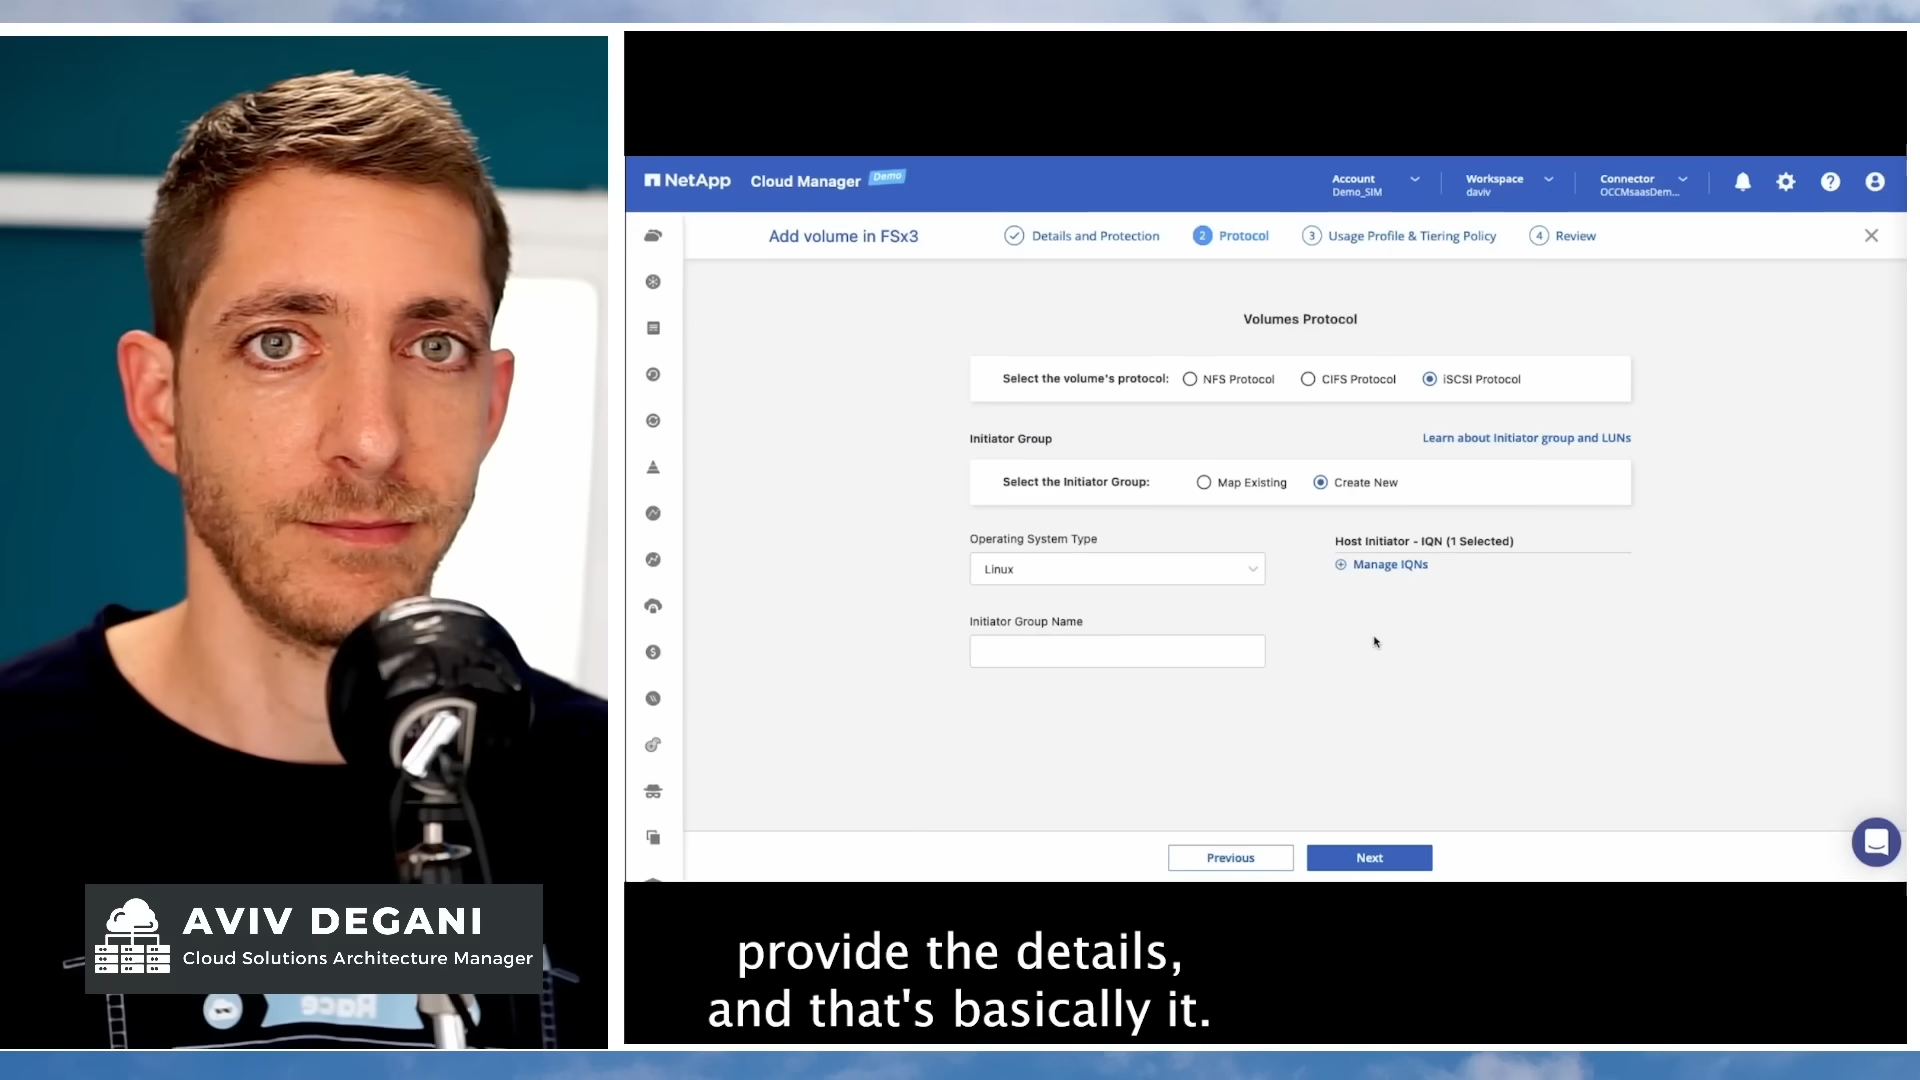 NetApp Cloud Manager Demo
Account
Demo_SIM
Workspace
daviv
Connector
OCCMsaasDem...
Add volume in FSx3
Details and Protection
2 Protocol
3 Usage Profile & Tiering Policy
4 Review
Volumes Protocol
Select the volume's protocol: NFS Protocol CIFS Protocol iSCSI Protocol
Initiator Group
Learn about Initiator group and LUNs
Select the Initiator Group: Map Existing Create New
Operating System Type
Linux
Host Initiator - IQN (1 Selected)
Manage IQNs
Initiator Group Name
Previous
Next
AVIV DEGANI
Cloud Solutions Architecture Manager
Race
provide the details,
and that's basically it.